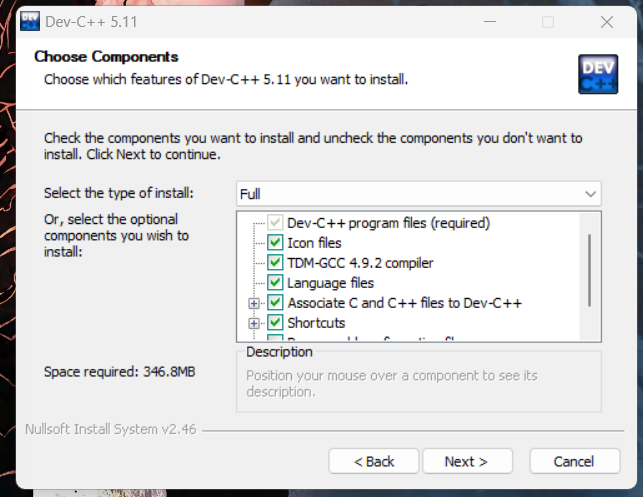 Dev-C++ 5.11
Choose Components
Choose which features of Dev-C++ 5.11 you want to install.
DEV
C++
Check the components you want to install and uncheck the components you don't want to
install. Click Next to continue.
Select the type of install:
Full
Or, select the optional
components you wish to
install:
Dev-C++ program files (required)
Icon files
TDM-GCC 4.9.2 compiler
Language files
Associate C and C++ files to Dev-C++
Shortcuts
Description
Space required: 346.8MB
Position your mouse over a component to see its
description.
Nullsoft Install System v2.46
< Back
Next >
Cancel